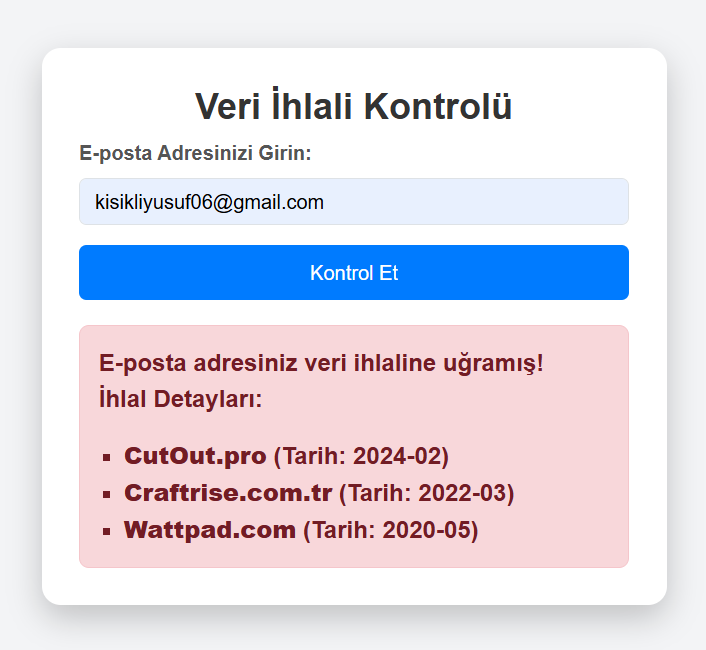 Veri İhlali Kontrolü
E-posta Adresinizi Girin:
kisikliyusuf06@gmail.com
Kontrol Et
E-posta adresiniz veri ihlaline uğramış!
İhlal Detayları:
CutOut.pro (Tarih: 2024-02)
Craftrise.com.tr (Tarih: 2022-03)
Wattpad.com (Tarih: 2020-05)